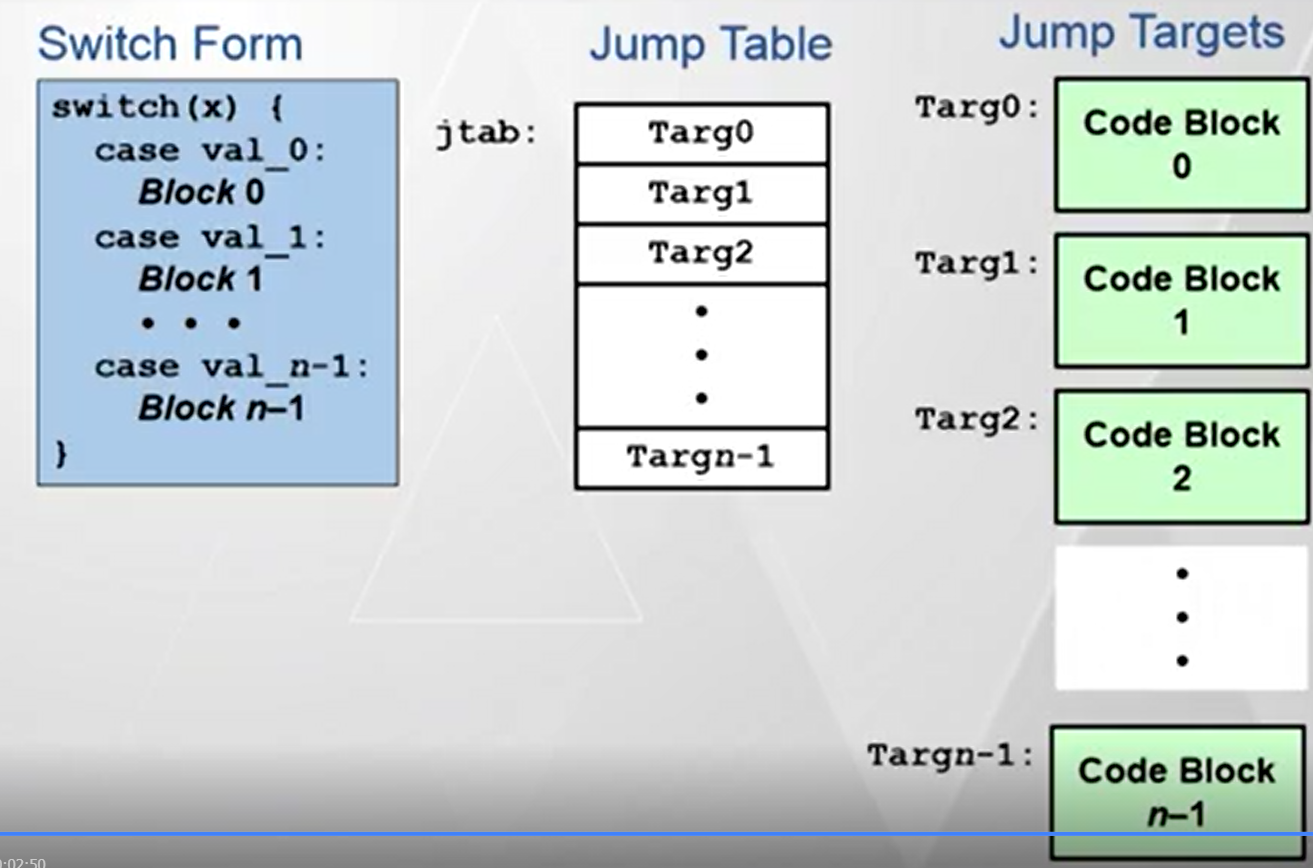 Switch Form
switch(x) {
case val_0:
Block 0
case val_1:
Block 1
• • •
case val_n-1:
Block n–1
}
Jump Table
jtab:
Targ0
Targ1
Targ2
•
•
•
Targn-1
Jump Targets
Targ0:
Code Block
0
Targ1:
Code Block
1
Targ2:
Code Block
2
•
•
•
Targn-1:
Code Block
n–1
:02:50